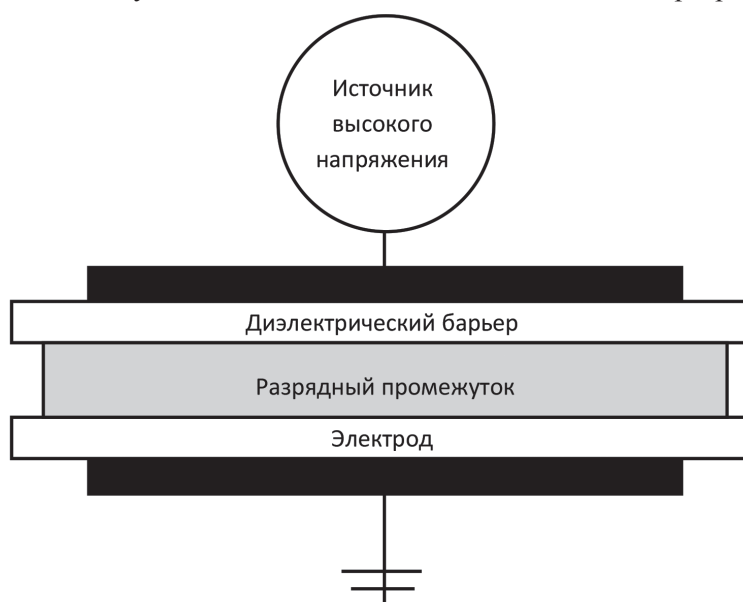 Источник
высокого
напряжения
Диэлектрический барьер
Разрядный промежуток
Электрод